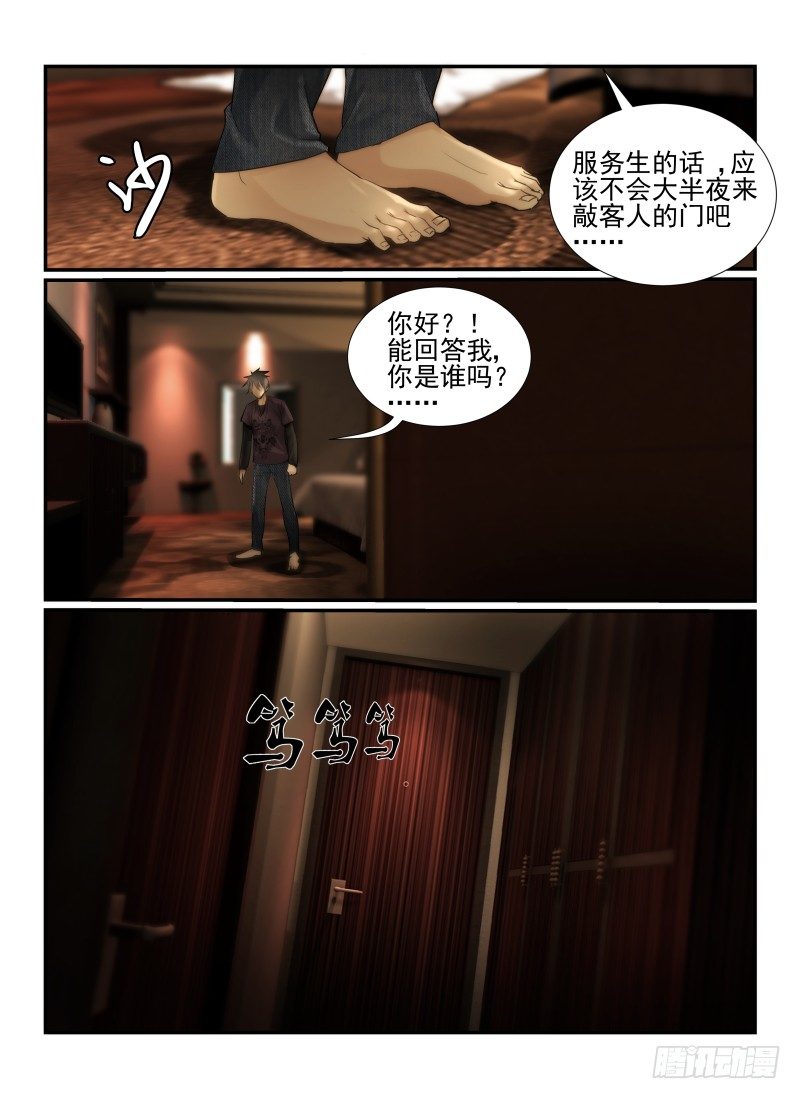 沙
服务生的话，应
该不会大半夜来
敲客人的门吧
……
你好？！
能回答我，
你是谁吗？
……
笃笃笃
腾讯动漫